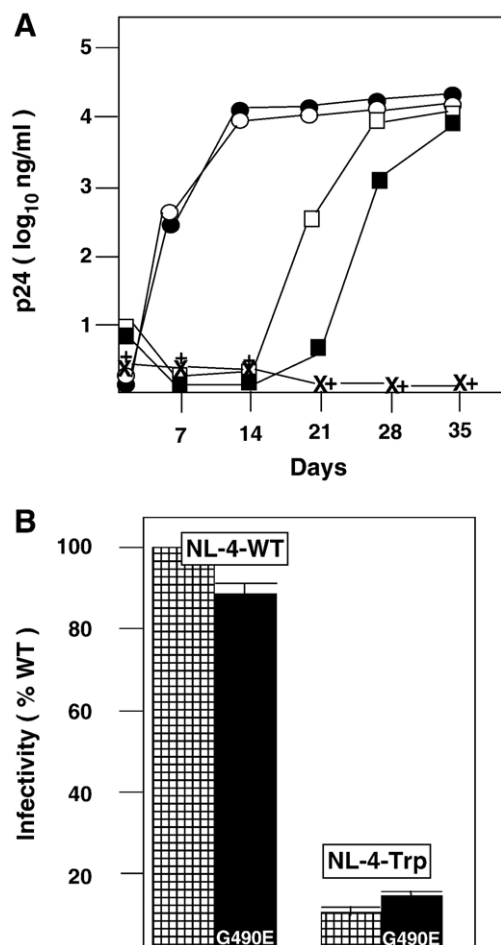 A
p24 ( log10 ng/ml )
5
4
3
2
1
7 14 21 28 35
Days
B
Infectivity ( % WT )
100
80
60
40
20
NL-4-WT
NL-4-Trp
G490E
G490E